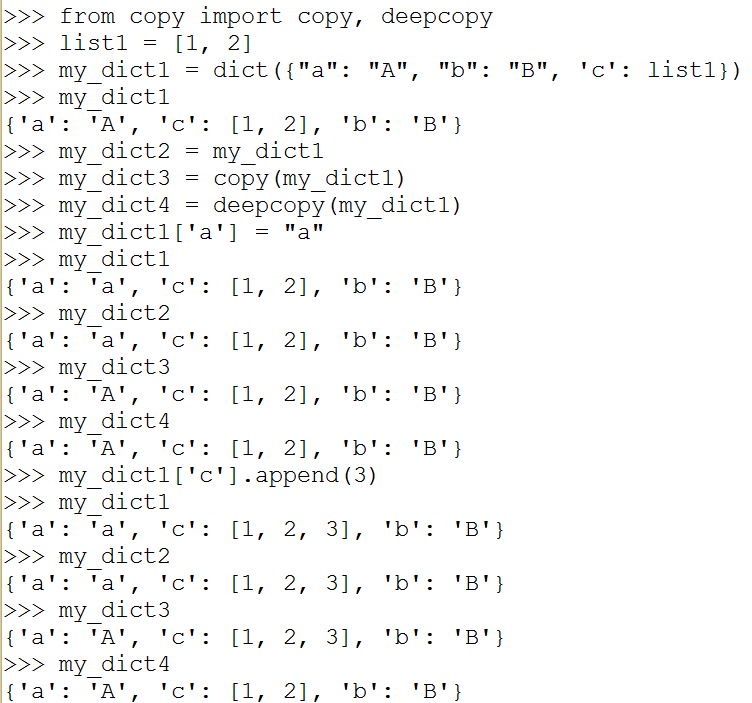 >>> from copy import copy, deepcopy
>>> list1 = [1, 2]
>>> my_dict1 = dict({"a": "A", "b": "B", 'c': list1})
>>> my_dict1
{'a': 'A', 'c': [1, 2], 'b': 'B'}
>>> my_dict2 = my_dict1
>>> my_dict3 = copy(my_dict1)
>>> my_dict4 = deepcopy(my_dict1)
>>> my_dict1['a'] = "a"
>>> my_dict1
{'a': 'a', 'c': [1, 2], 'b': 'B'}
>>> my_dict2
{'a': 'a', 'c': [1, 2], 'b': 'B'}
>>> my_dict3
{'a': 'A', 'c': [1, 2], 'b': 'B'}
>>> my_dict4
{'a': 'A', 'c': [1, 2], 'b': 'B'}
>>> my_dict1['c'].append(3)
>>> my_dict1
{'a': 'a', 'c': [1, 2, 3], 'b': 'B'}
>>> my_dict2
{'a': 'a', 'c': [1, 2, 3], 'b': 'B'}
>>> my_dict3
{'a': 'A', 'c': [1, 2, 3], 'b': 'B'}
>>> my_dict4
{'a': 'A', 'c': [1, 2], 'b': 'B'}